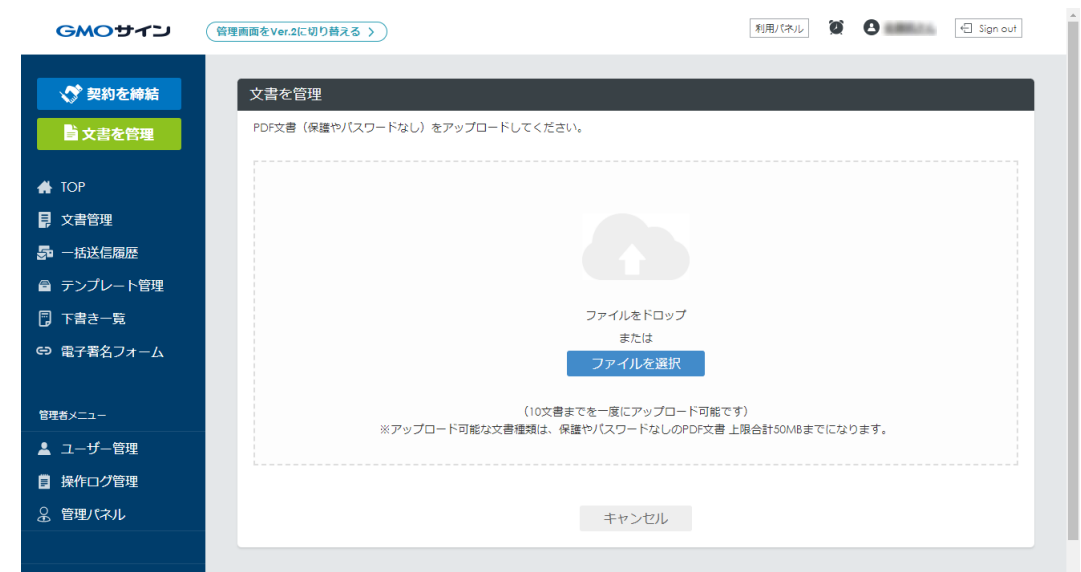 GMOサイン
管理画面をVer.2に切り替える
利用パネル
Sign out
契約を締結
文書を管理
TOP
文書管理
一括送信履歴
テンプレート管理
下書き一覧
電子署名フォーム
管理者メニュー
ユーザー管理
操作ログ管理
管理パネル
文書を管理
PDF文書（保護やパスワードなし）をアップロードしてください。
ファイルをドロップ
または
ファイルを選択
（10文書までを一度にアップロード可能です）
※アップロード可能な文書種類は、保護やパスワードなしのPDF文書 上限合計50MBまでになります。
キャンセル